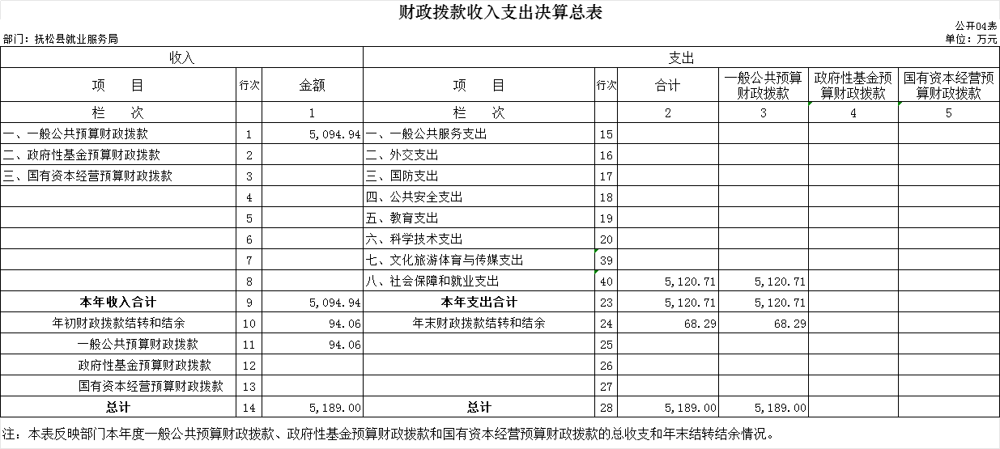 财政拨款收入支出决算总表
公开04表
部门：抚松县就业服务局 单位：万元
收入 支出
项 目 行次 金额 项 目 行次 合计 一般公共预算财政拨款 政府性基金预算财政拨款 国有资本经营预算财政拨款
栏 次 1 栏 次 2 3 4 5
一、一般公共预算财政拨款 1 5,094.94 一、一般公共服务支出 15
二、政府性基金预算财政拨款 2 二、外交支出 16
三、国有资本经营预算财政拨款 3 三、国防支出 17
4 四、公共安全支出 18
5 五、教育支出 19
6 六、科学技术支出 20
7 七、文化旅游体育与传媒支出 39
8 八、社会保障和就业支出 40 5,120.71 5,120.71
本年收入合计 9 5,094.94 本年支出合计 23 5,120.71 5,120.71
年初财政拨款结转和结余 10 94.06 年末财政拨款结转和结余 24 68.29 68.29
一般公共预算财政拨款 11 94.06 25
政府性基金预算财政拨款 12 26
国有资本经营预算财政拨款 13 27
总计 14 5,189.00 总计 28 5,189.00 5,189.00
注：本表反映部门本年度一般公共预算财政拨款、政府性基金预算财政拨款和国有资本经营预算财政拨款的总收支和年末结转结余情况。